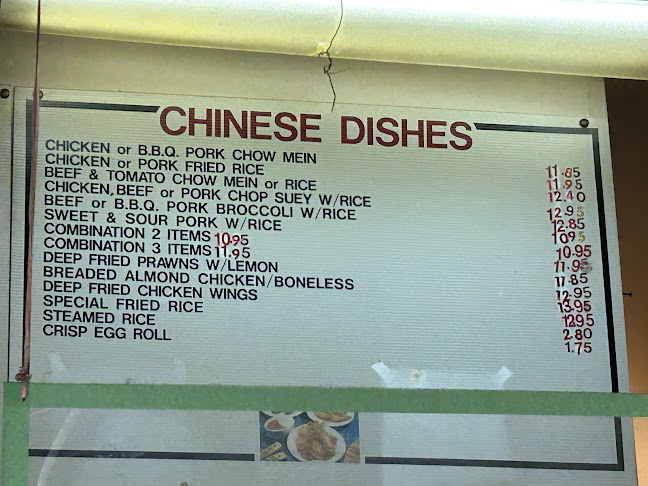 CHINESE DISHES
CHICKEN or B.B.Q. PORK CHOW MEIN 11.85
CHICKEN or PORK FRIED RICE 11.95
BEEF & TOMATO CHOW MEIN or RICE 12.40
CHICKEN, BEEF or PORK CHOP SUEY W/RICE 12.95
BEEF or B.B.Q. PORK BROCCOLI W/RICE 12.85
SWEET & SOUR PORK W/RICE 1095
COMBINATION 2 ITEMS 10.95 10.95
COMBINATION 3 ITEMS 11.95 11.95
DEEP FRIED PRAWNS W/LEMON 11.85
BREADED ALMOND CHICKEN/BONELESS 12.95
DEEP FRIED CHICKEN WINGS 13.95
SPECIAL FRIED RICE 1295
STEAMED RICE 2.80
CRISP EGG ROLL 1.75